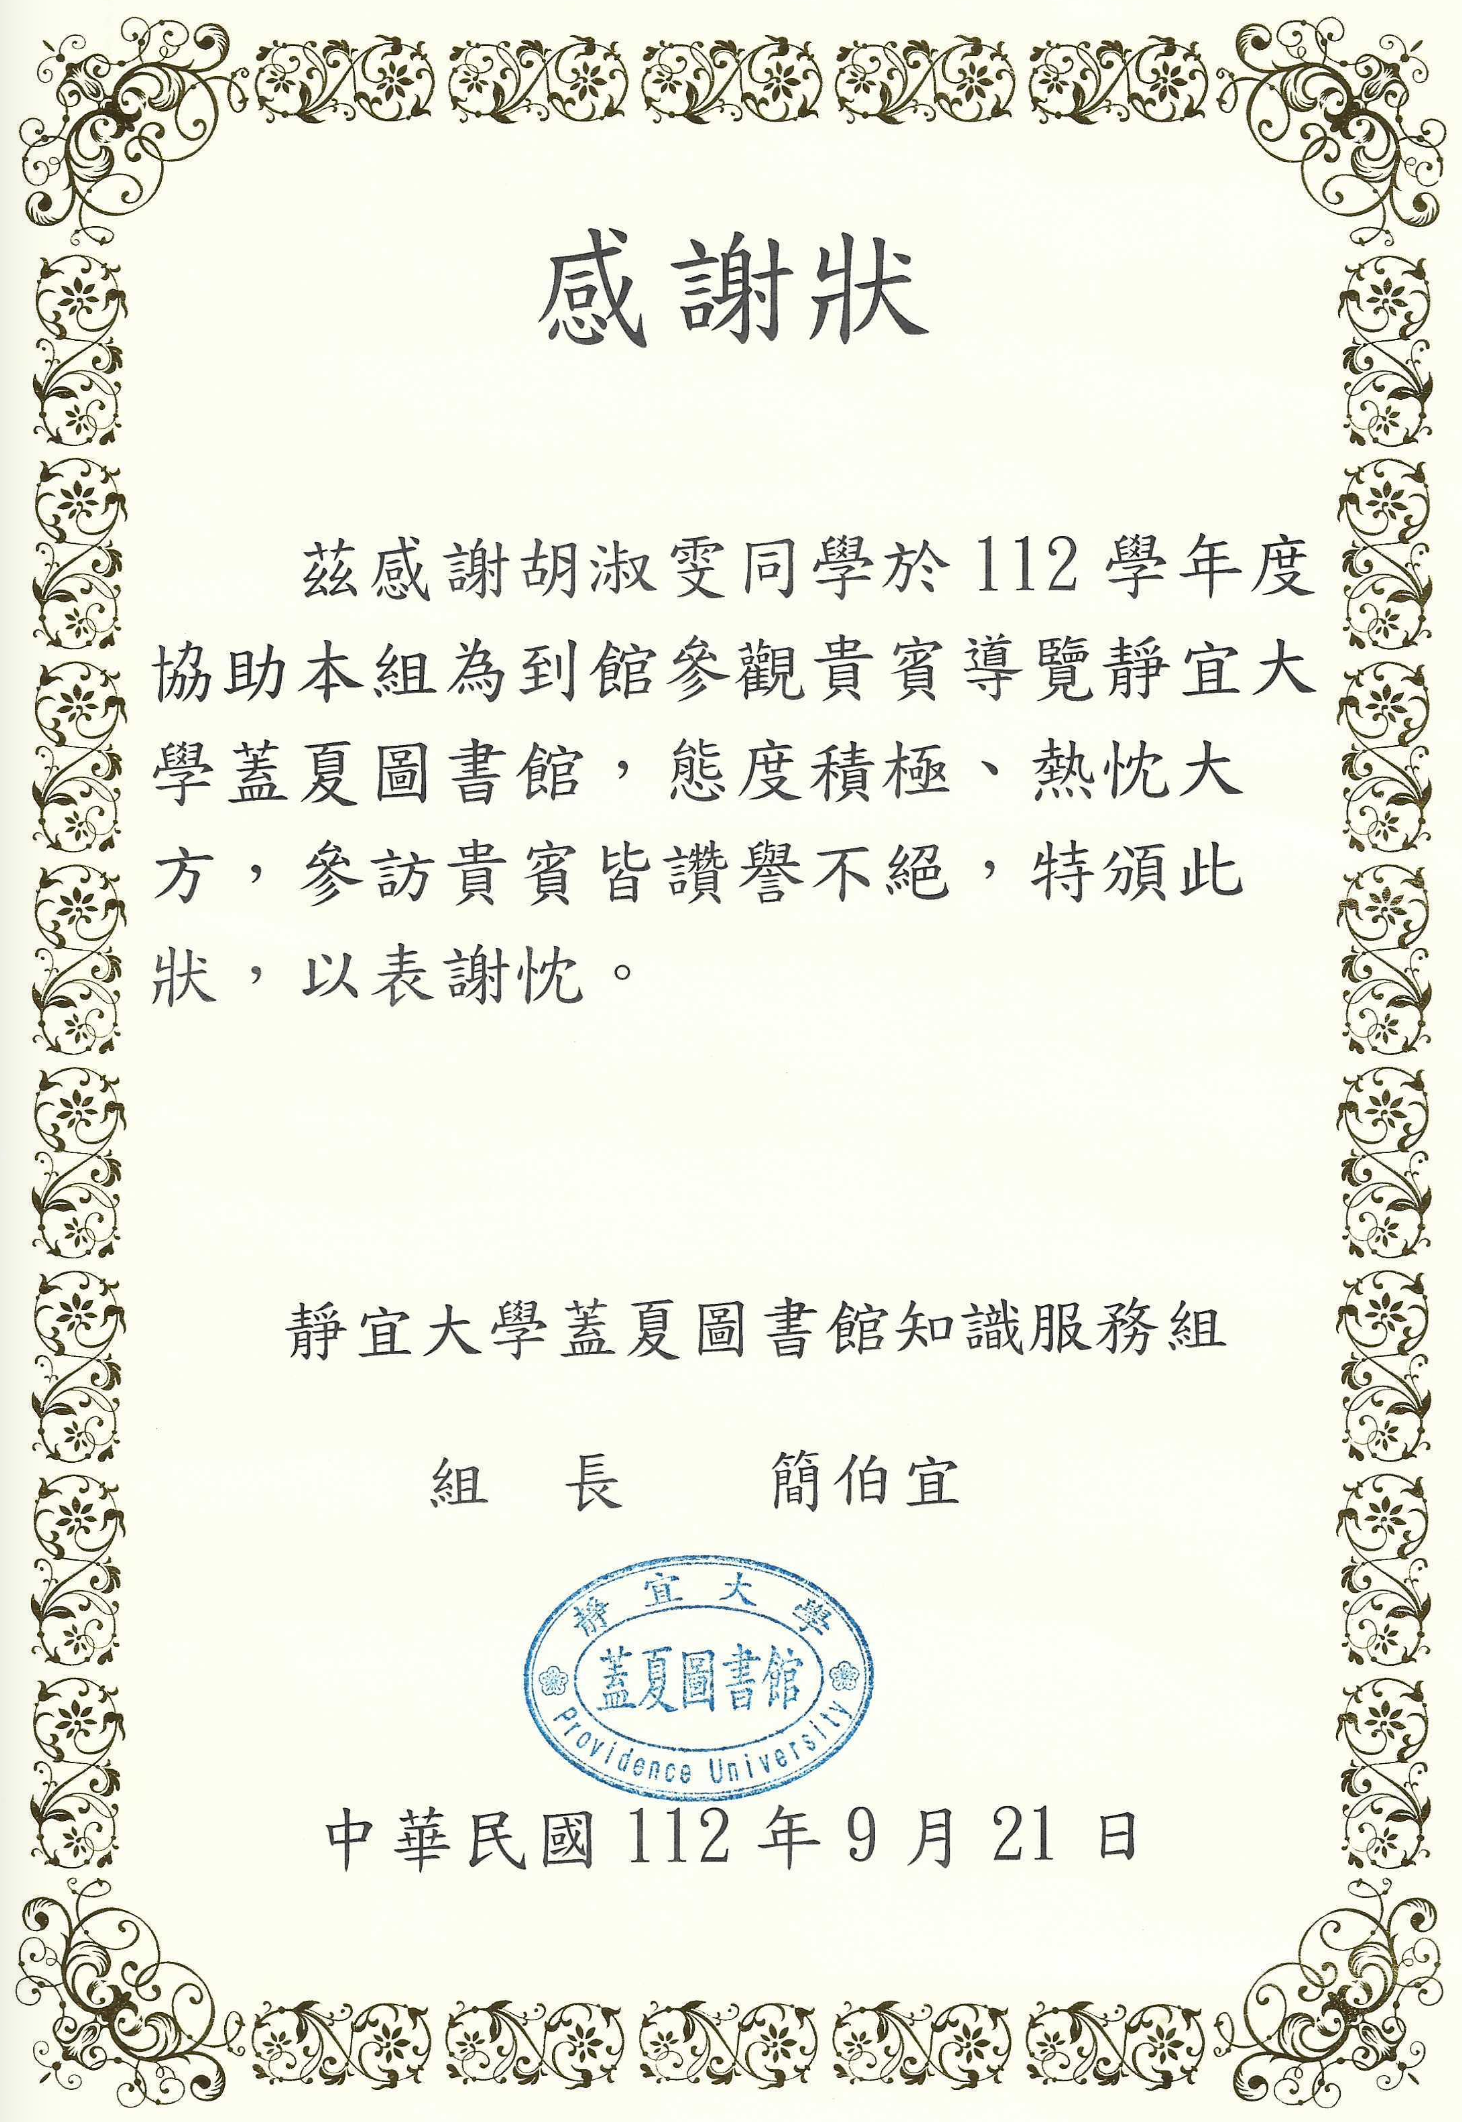 感謝狀
茲感謝胡淑雯同學於112學年度
協助本組為到館參觀貴賓導覽靜宜大
學蓋夏圖書館，態度積極、熱忱大
方，參訪貴賓皆讚譽不絕，特頒此
狀，以表謝忱。
靜宜大學蓋夏圖書館知識服務組
組 長 簡伯宜
靜宜大學
蓋夏圖書館
Providence University
中華民國112年9月21日